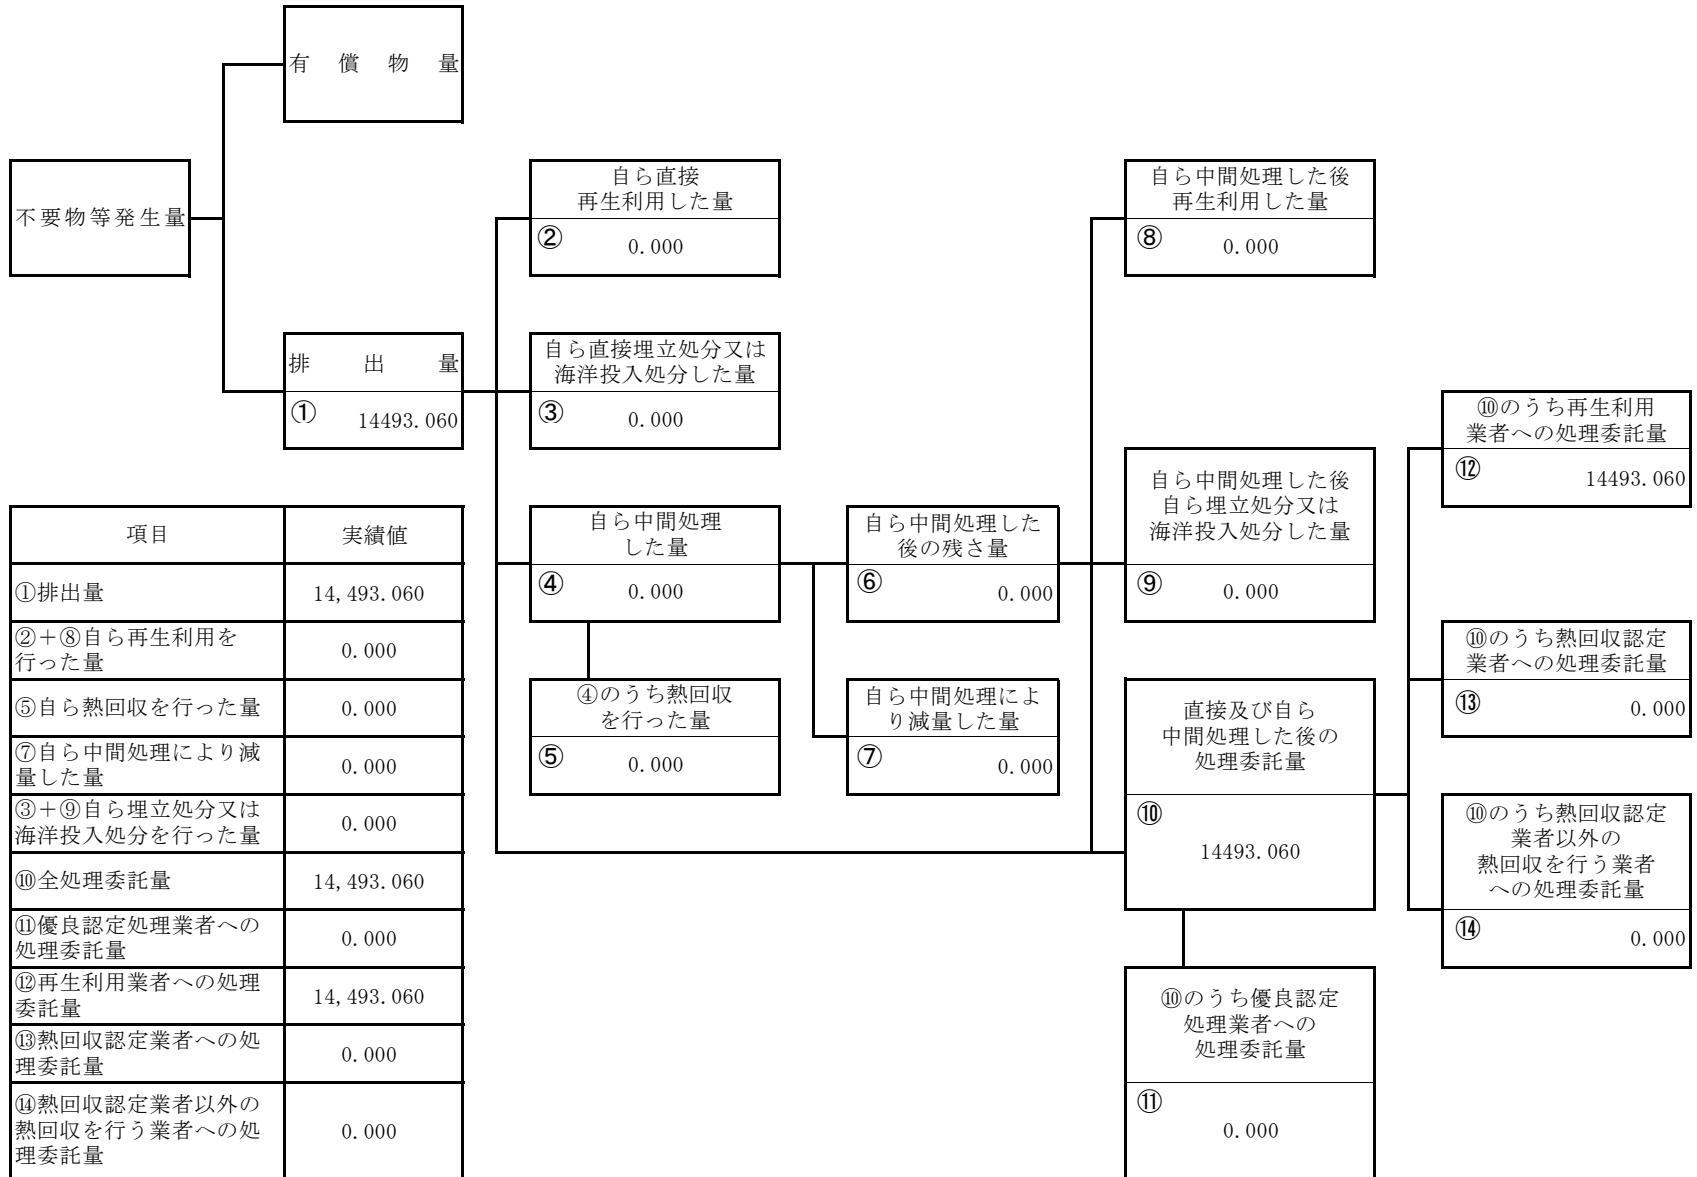 有償物量
不要物等発生量
自ら直接
再生利用した量
② 0.000
自ら中間処理した後
再生利用した量
⑧ 0.000
排出量
① 14493.060
自ら直接埋立処分又は
海洋投入処分した量
③ 0.000
⑩のうち再生利用
業者への処理委託量
⑫ 14493.060
自ら中間処理
した量
④ 0.000
自ら中間処理した
後の残さ量
⑥ 0.000
自ら中間処理した後
自ら埋立処分又は
海洋投入処分した量
⑨ 0.000
⑩のうち熱回収認定
業者への処理委託量
⑬ 0.000
④のうち熱回収
を行った量
⑤ 0.000
自ら中間処理によ
り減量した量
⑦ 0.000
直接及び自ら
中間処理した後の
処理委託量
⑩
14493.060
⑩のうち熱回収認定
業者以外の
熱回収を行う業者
への処理委託量
⑭ 0.000
⑩のうち優良認定
処理業者への
処理委託量
⑪
0.000
項目 実績値
①排出量 14,493.060
②＋⑧自ら再生利用を
行った量 0.000
⑤自ら熱回収を行った量 0.000
⑦自ら中間処理により減
量した量 0.000
③＋⑨自ら埋立処分又は
海洋投入処分を行った量 0.000
⑩全処理委託量 14,493.060
⑪優良認定処理業者への
処理委託量 0.000
⑫再生利用業者への処理
委託量 14,493.060
⑬熱回収認定業者への処
理委託量 0.000
⑭熱回収認定業者以外の
熱回収を行う業者への処
理委託量 0.000